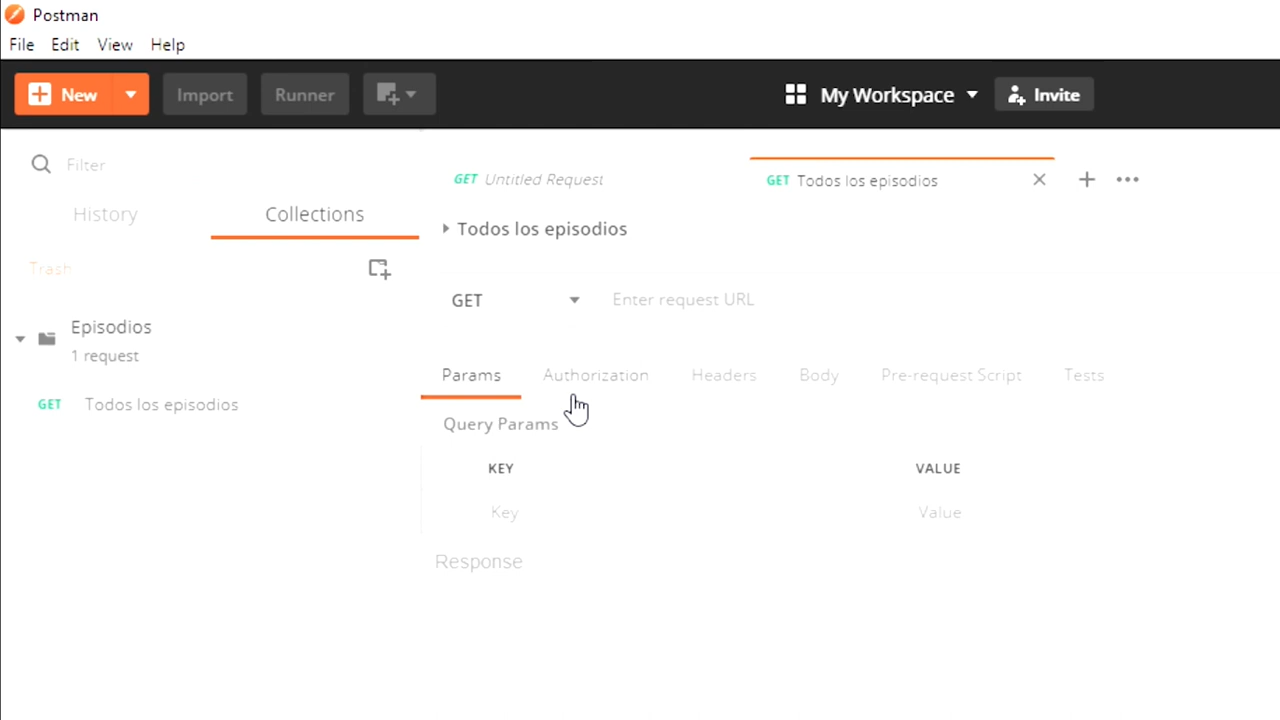 Postman
File Edit View Help
New Import Runner My Workspace Invite
Filter
History Collections
Trash
Episodios
1 request
GET Todos los episodios
GET Untitled Request GET Todos los episodios
Todos los episodios
GET Enter request URL
Params Authorization Headers Body Pre-request Script Tests
Query Params
KEY VALUE
Key Value
Response